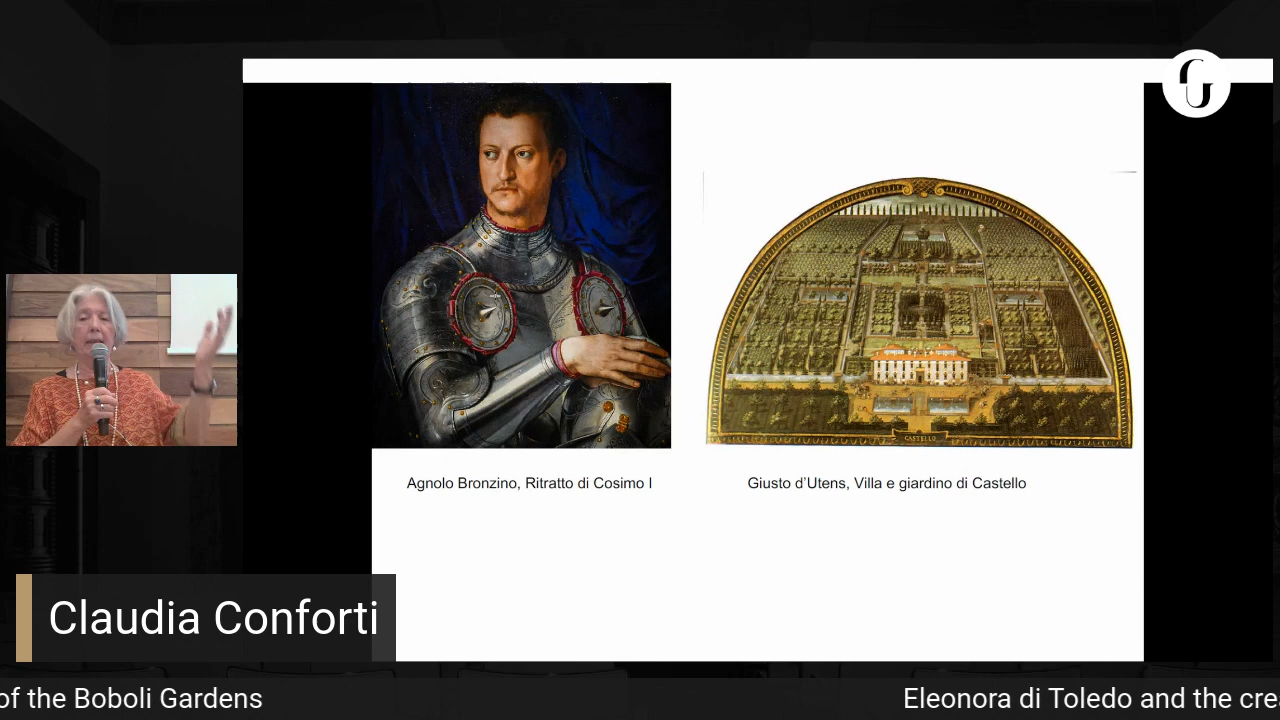 CASTELLO
Agnolo Bronzino, Ritratto di Cosimo I
Giusto d'Utens, Villa e giardino di Castello
Claudia Conforti
of the Boboli Gardens
Eleonora di Toledo and the cre